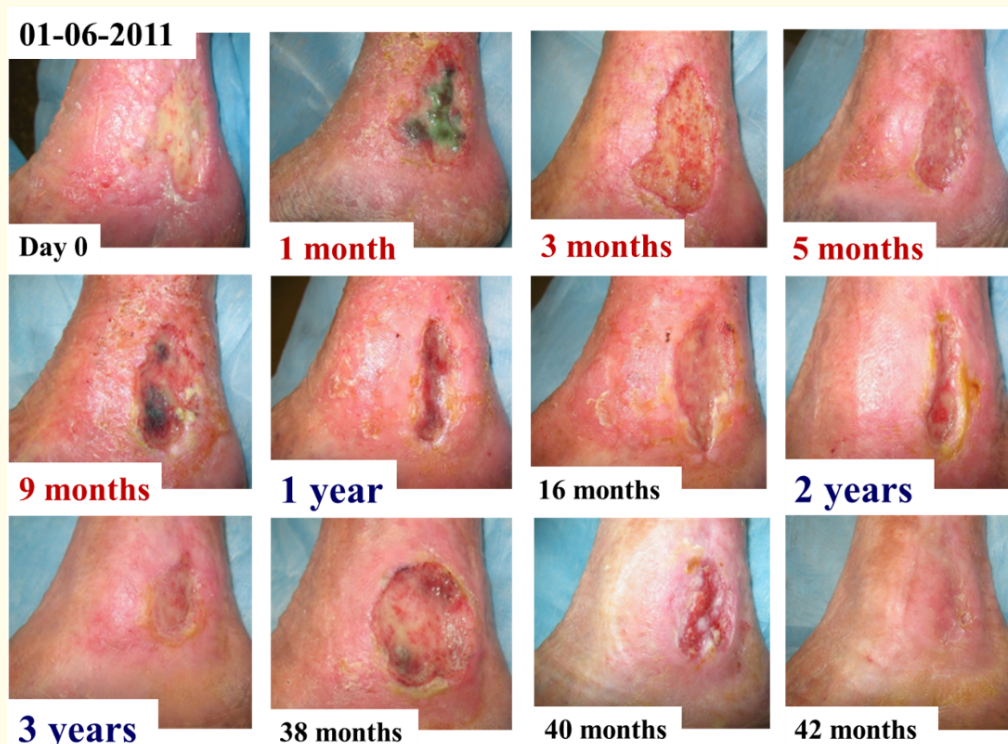 01-06-2011
Day 0
1 month
3 months
5 months
9 months
1 year
16 months
2 years
3 years
38 months
40 months
42 months